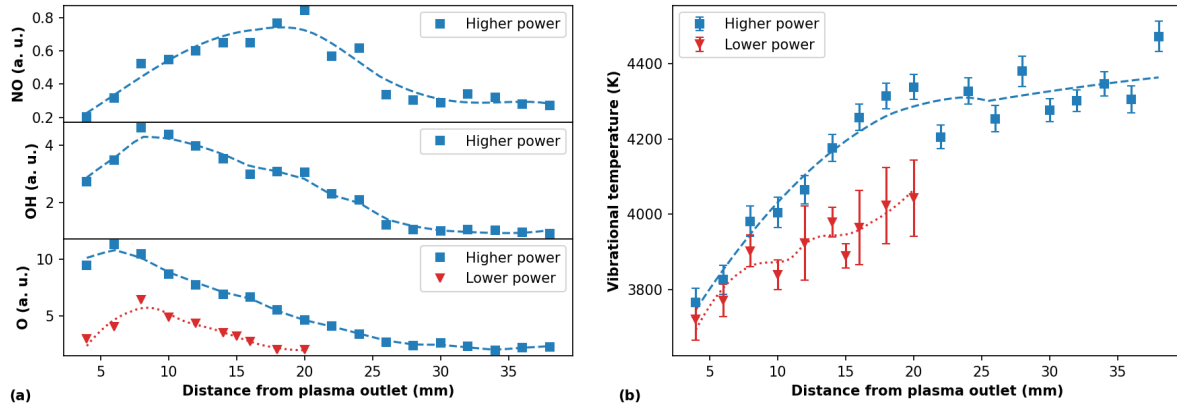 NO (a. u.)
0.8
0.6
0.4
0.2
Higher power
OH (a. u.)
4
2
Higher power
O (a. u.)
10
5
Higher power
Lower power
5 10 15 20 25 30 35
Distance from plasma outlet (mm)
(a)
Vibrational temperature (K)
4400
4200
4000
3800
Higher power
Lower power
5 10 15 20 25 30 35
Distance from plasma outlet (mm)
(b)